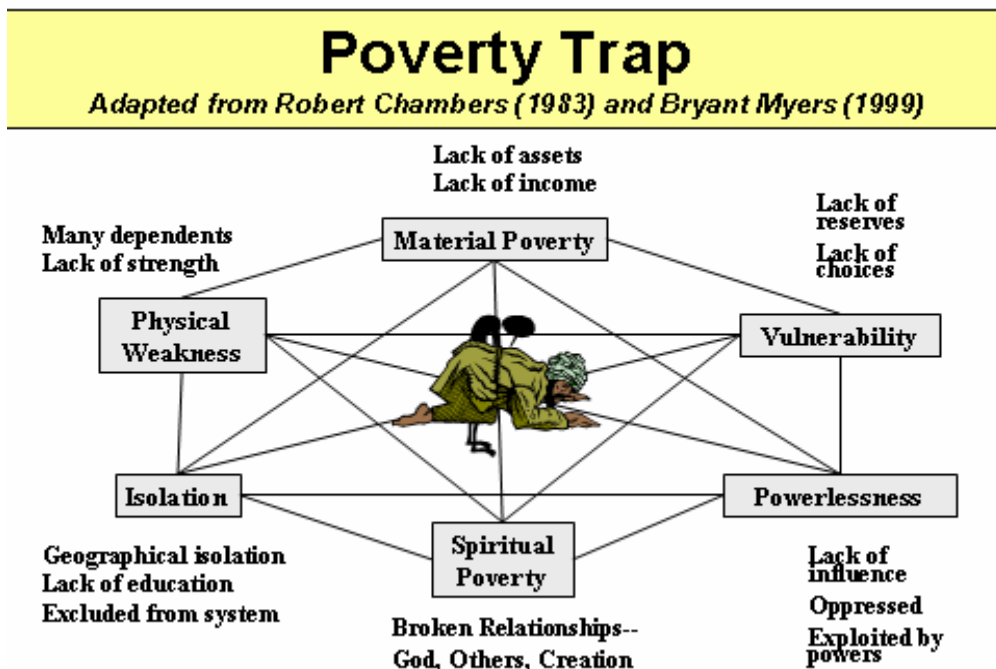 Poverty Trap
Adapted from Robert Chambers (1983) and Bryant Myers (1999)
Lack of assets
Lack of income
Material Poverty
Many dependents
Lack of strength
Physical
Weakness
Lack of
reserves
Lack of
choices
Vulnerability
Isolation
Geographical isolation
Lack of education
Excluded from system
Spiritual
Poverty
Broken Relationships--
God, Others, Creation
Powerlessness
Lack of
influence
Oppressed
Exploited by
powers